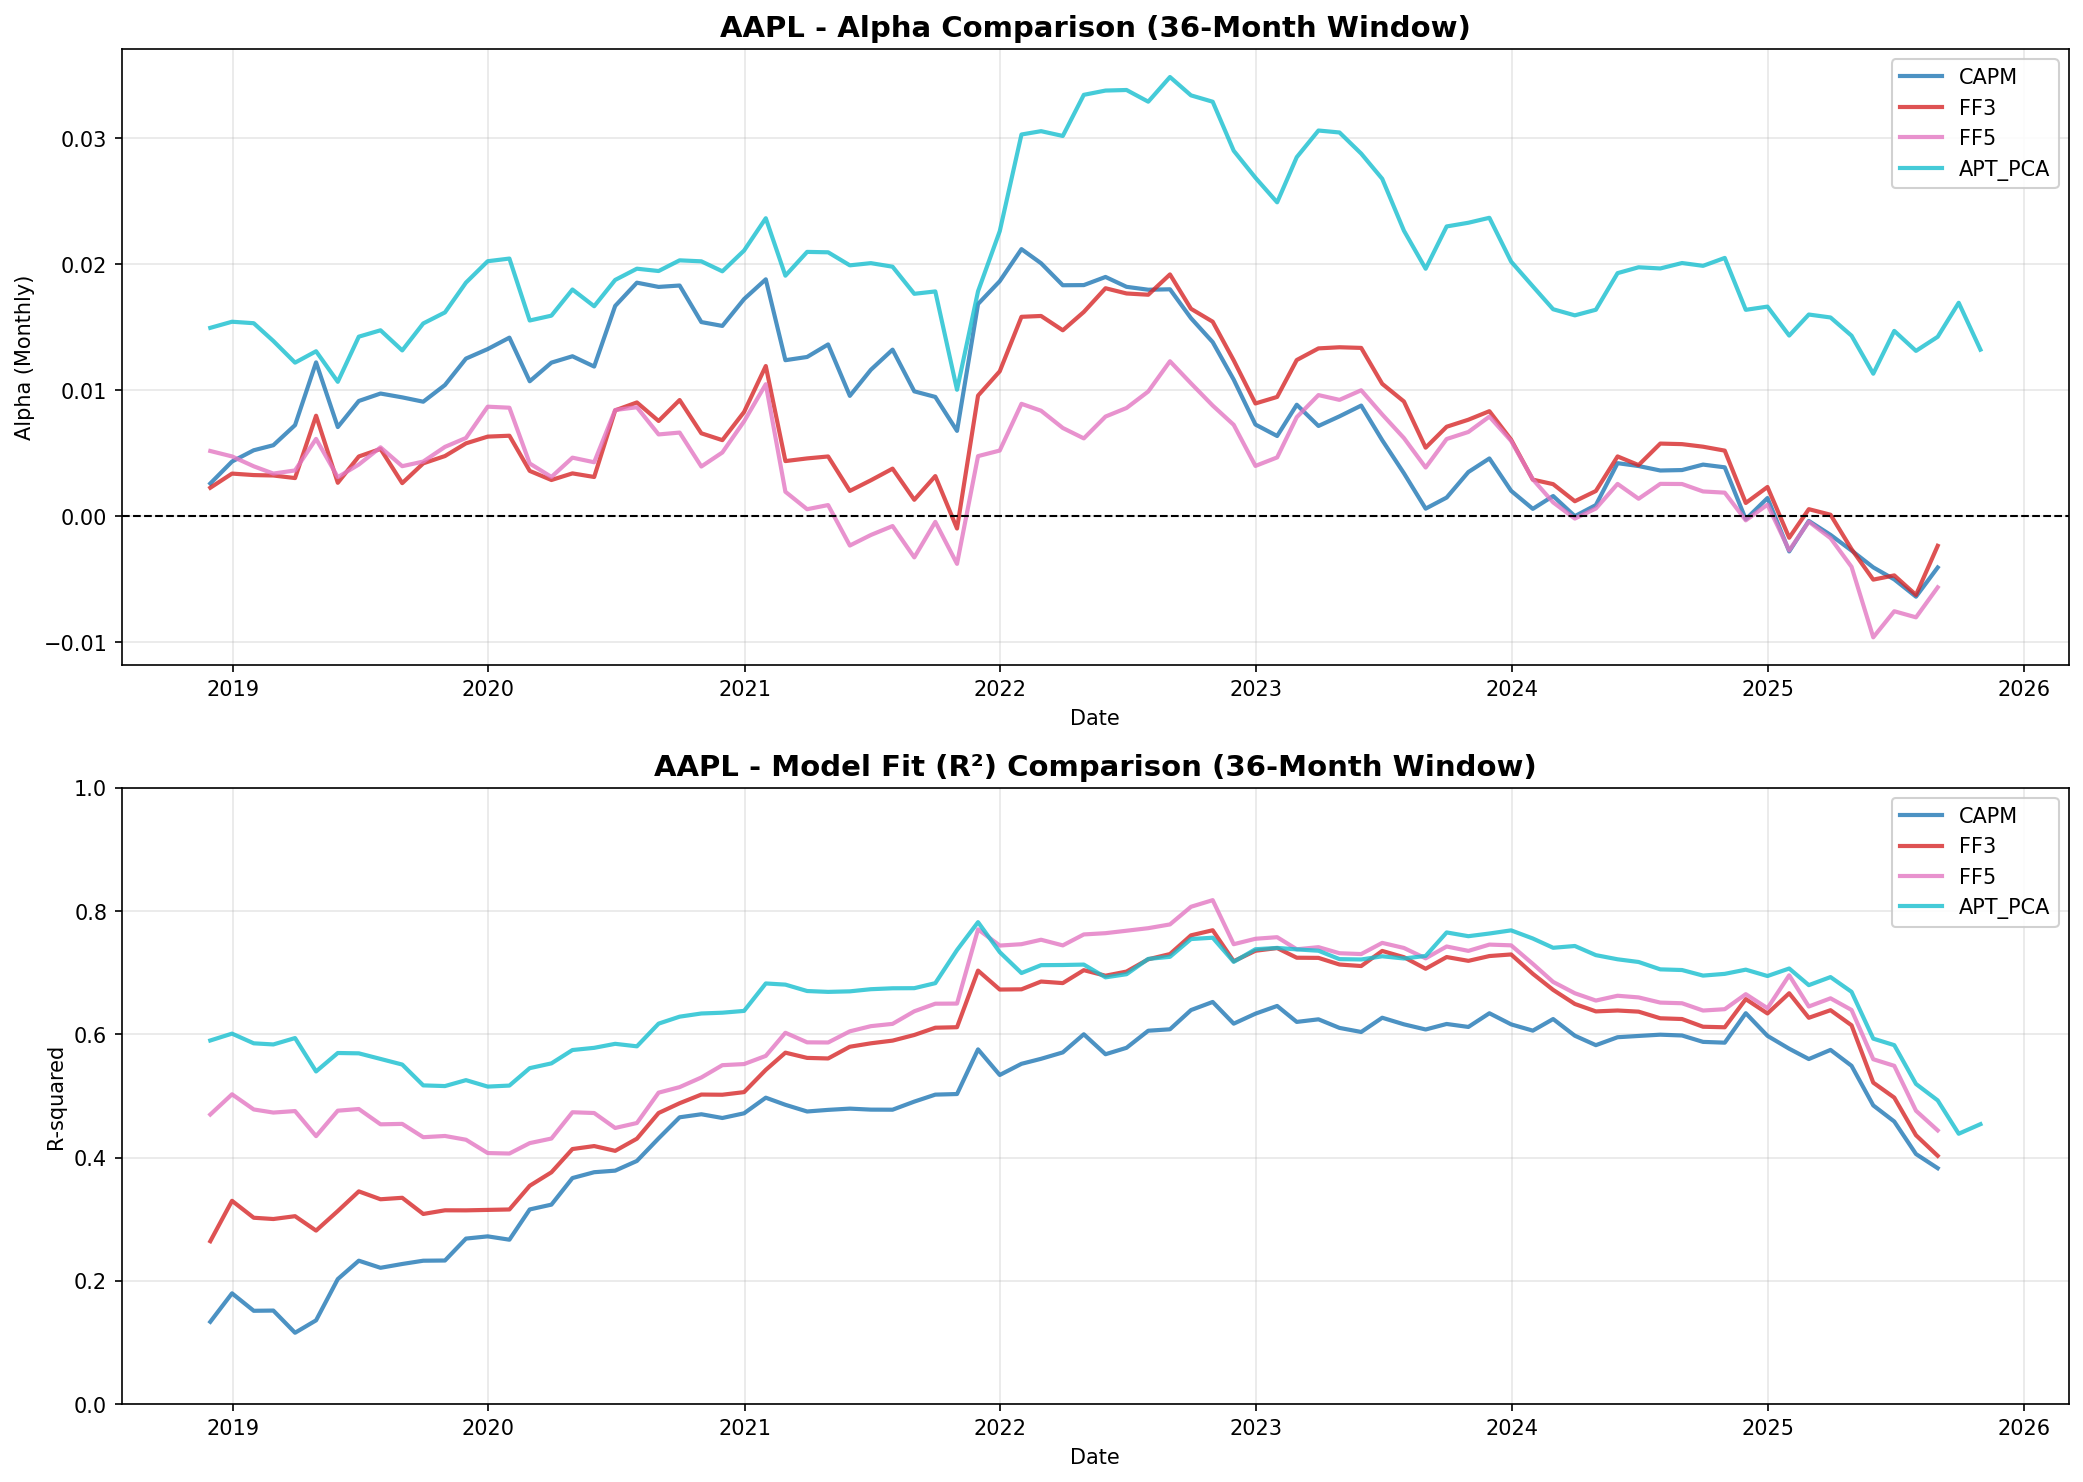 AAPL - Alpha Comparison (36-Month Window)
CAPM
FF3
FF5
APT_PCA
Alpha (Monthly)
0.03
0.02
0.01
0.00
−0.01
2019 2020 2021 2022 2023 2024 2025 2026
Date
AAPL - Model Fit (R²) Comparison (36-Month Window)
CAPM
FF3
FF5
APT_PCA
R-squared
1.0
0.8
0.6
0.4
0.2
0.0
2019 2020 2021 2022 2023 2024 2025 2026
Date